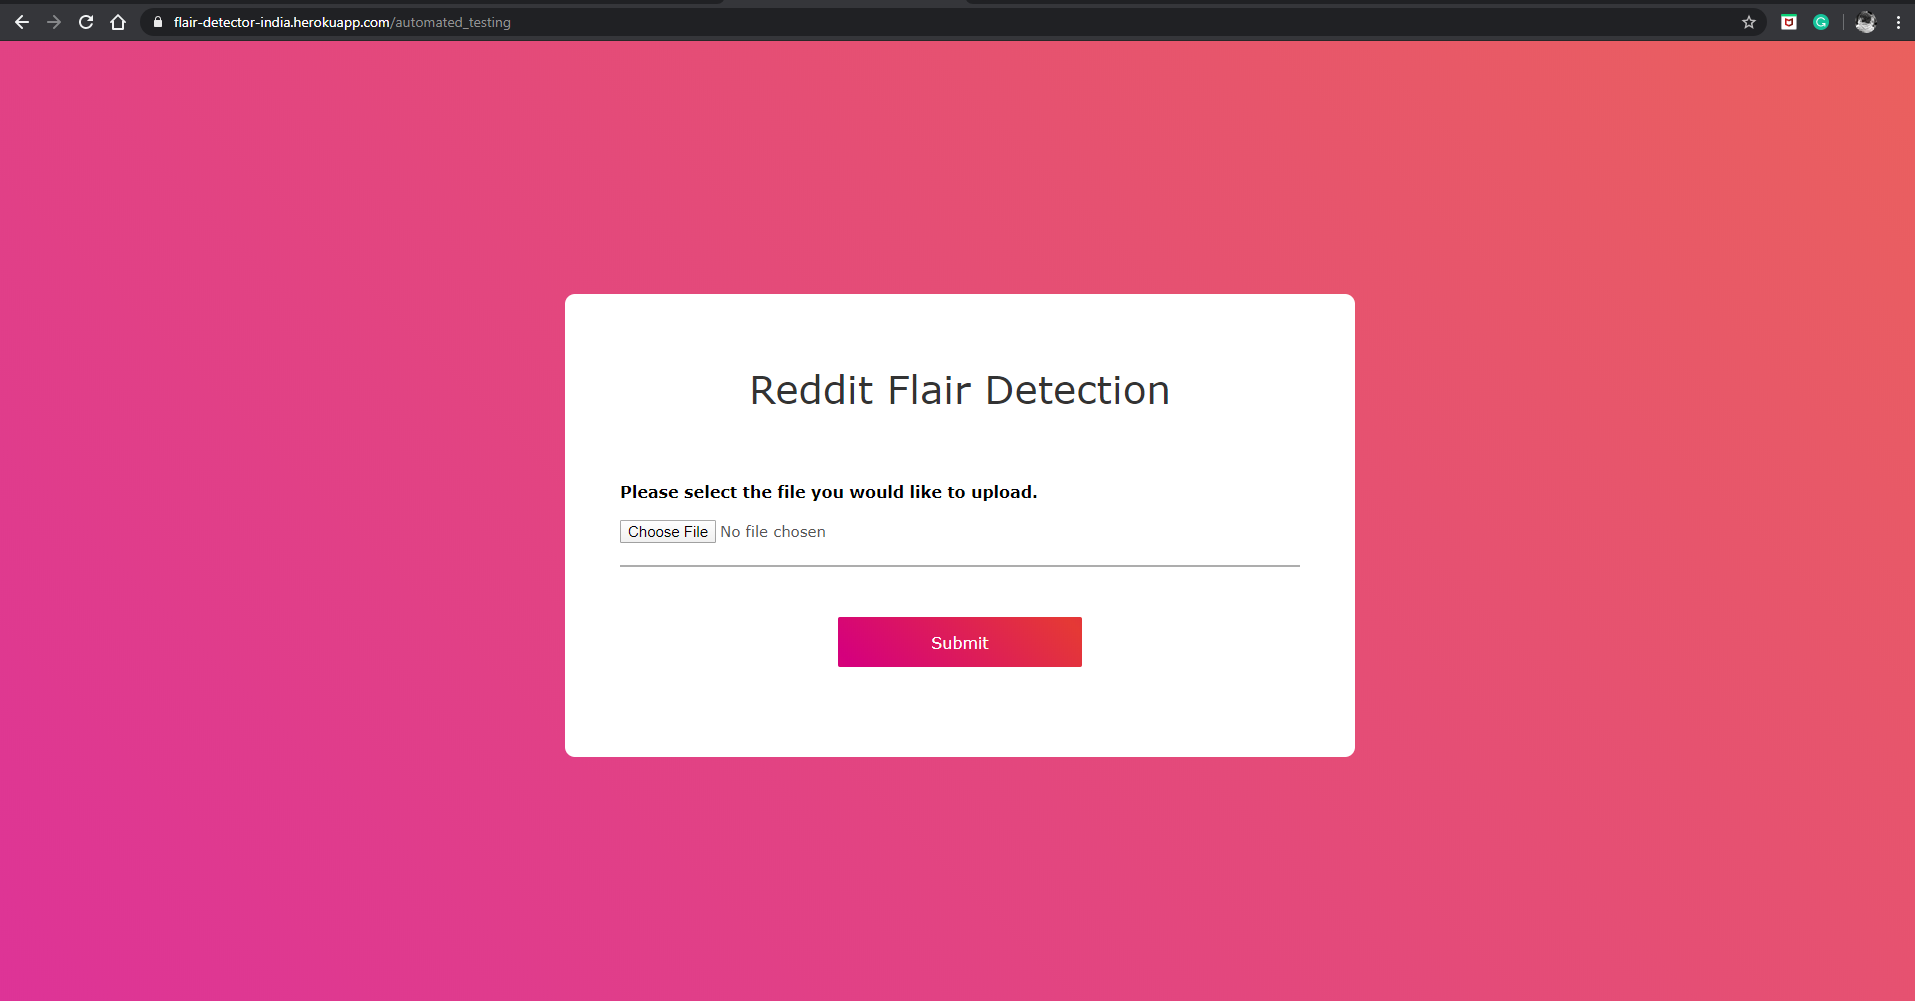 flair-detector-india.herokuapp.com/automated_testing
Reddit Flair Detection
Please select the file you would like to upload.
Choose File No file chosen
Submit